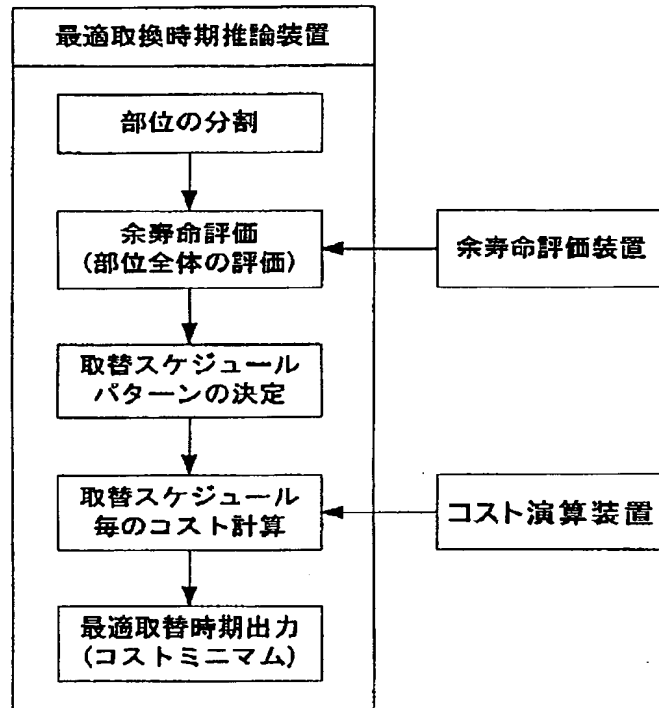 最適取換時期推論装置
部位の分割
余寿命評価
(部位全体の評価)
余寿命評価装置
取替スケジュール
パターンの決定
取替スケジュール
毎のコスト計算
コスト演算装置
最適取替時期出力
(コストミニマム)